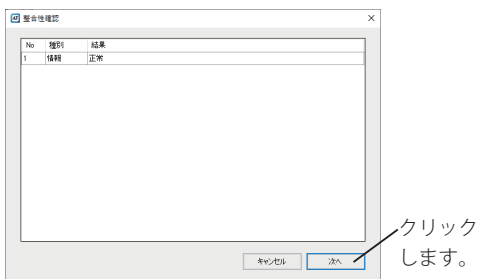 整合性確認
No 種別 結果
1 情報 正常
クリック
します。
キャンセル 次へ